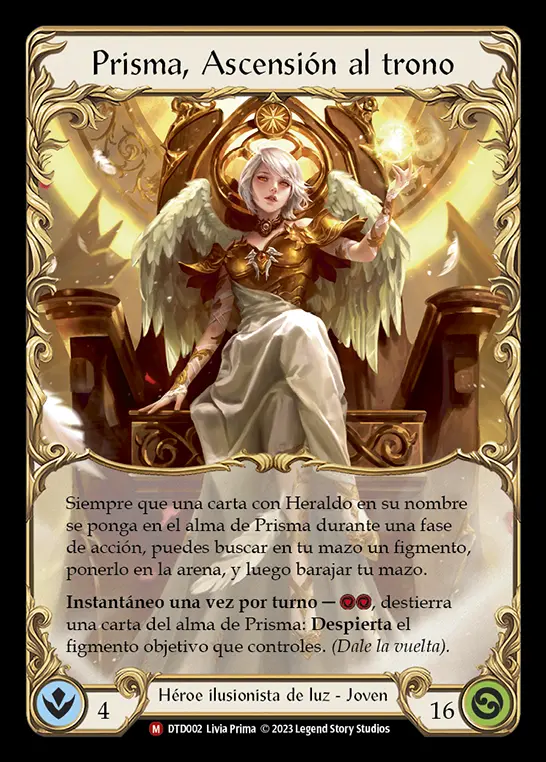 Prisma, Ascensión al trono
Siempre que una carta con Heraldo en su nombre
se ponga en el alma de Prisma durante una fase
de acción, puedes buscar en tu mazo un figmento,
ponerlo en la arena, y luego barajar tu mazo.
Instantáneo una vez por turno — , destierra
una carta del alma de Prisma: Despierta el
figmento objetivo que controles. (Dale la vuelta).
4
Héroe ilusionista de luz - Joven
16
M DTD002 Livia Prima © 2023 Legend Story Studios